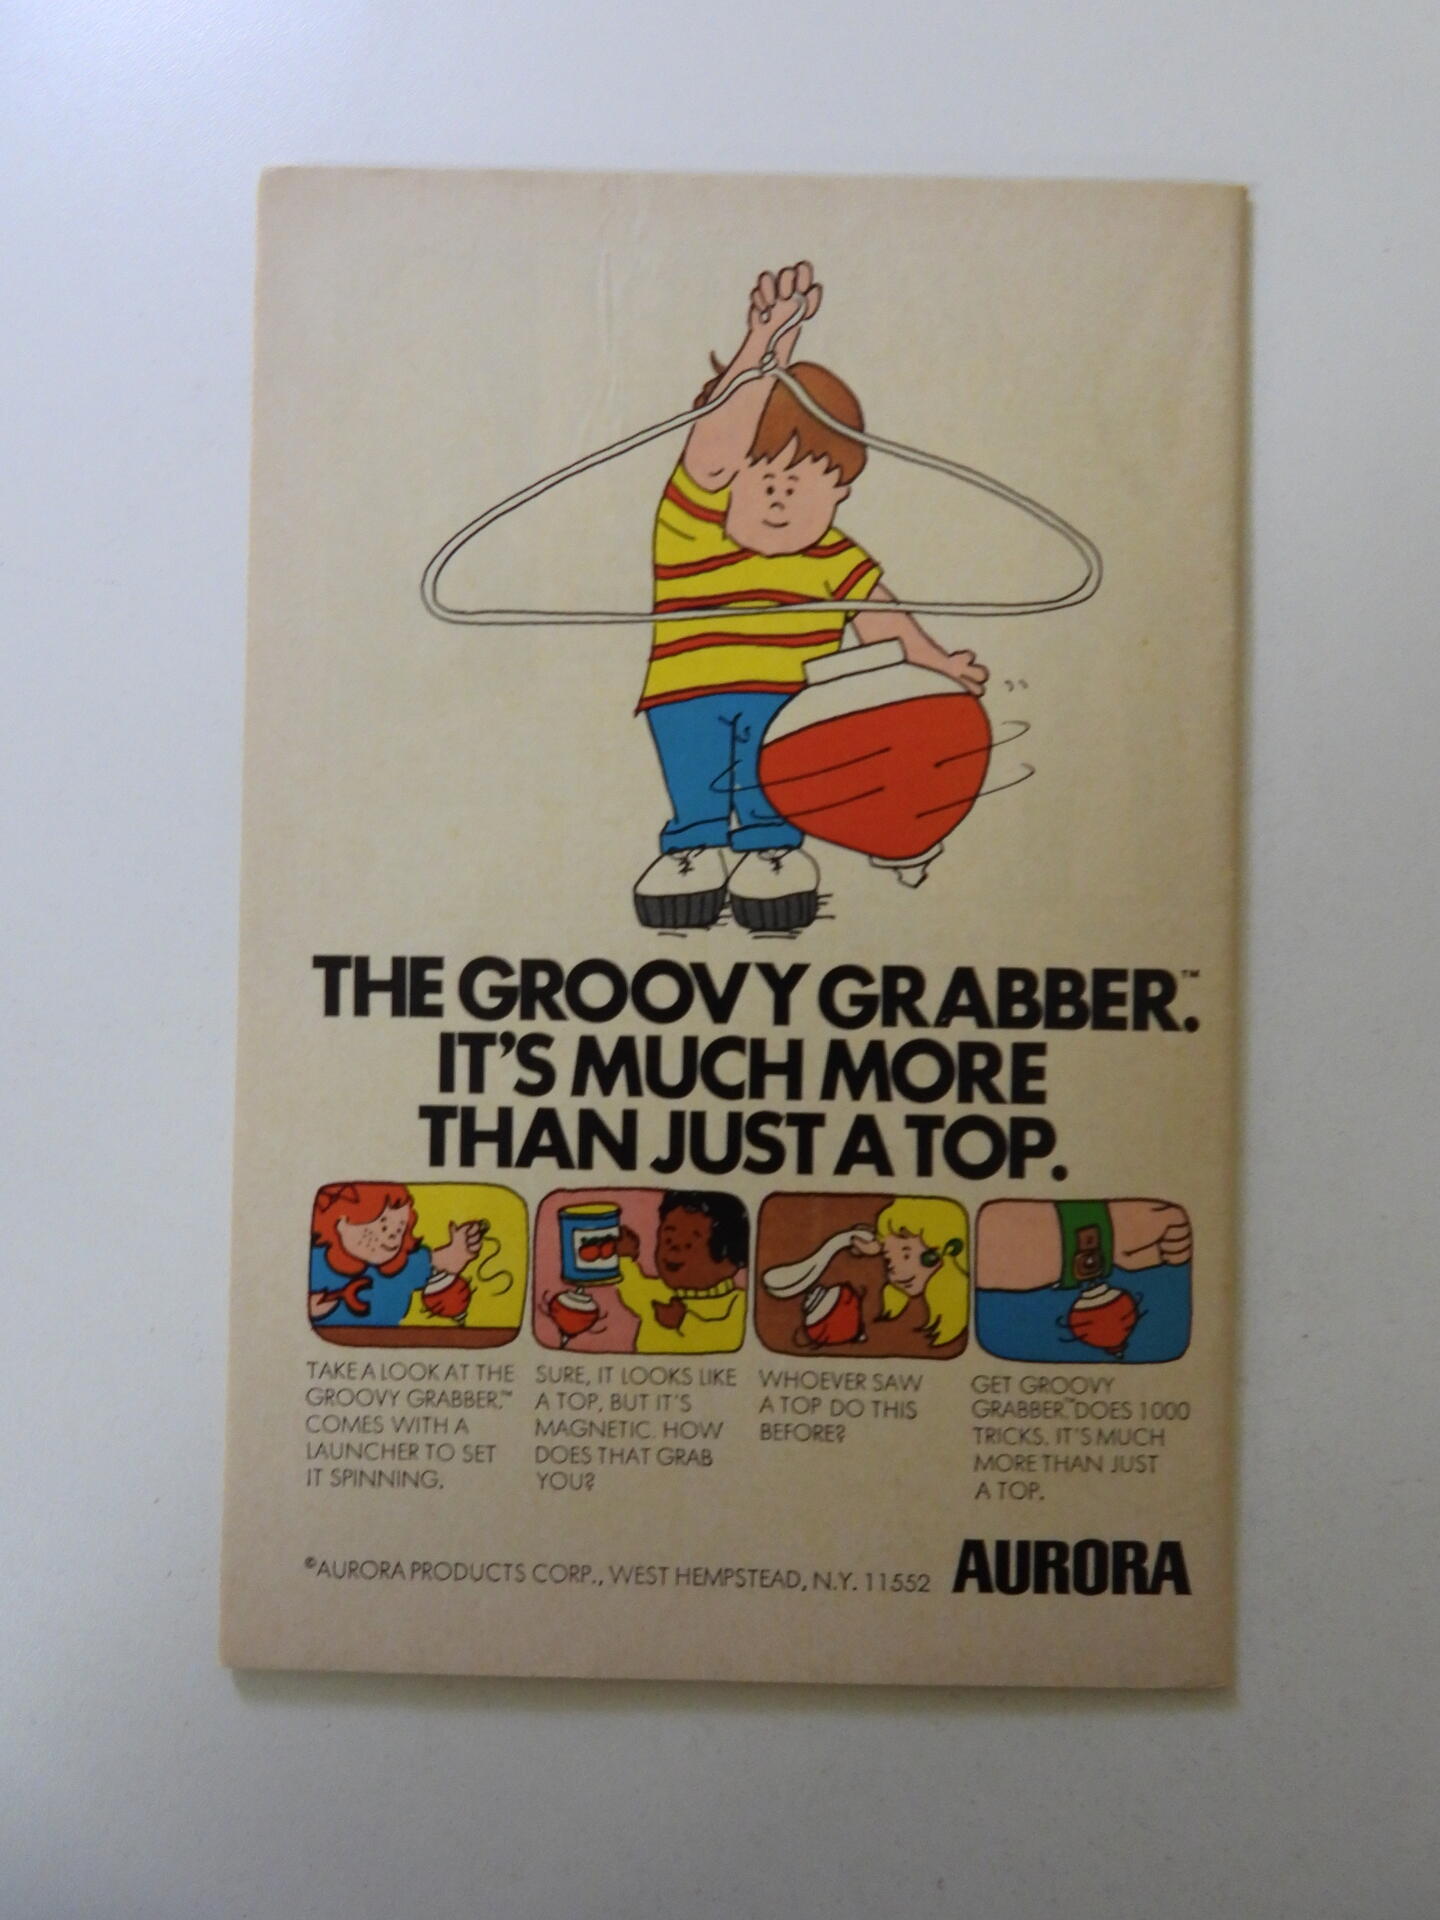 THE GROOVY GRABBER.™
IT'S MUCH MORE
THAN JUST A TOP.
TAKE A LOOK AT THE
GROOVY GRABBER.™
COMES WITH A
LAUNCHER TO SET
IT SPINNING.
SURE, IT LOOKS LIKE
A TOP, BUT IT'S
MAGNETIC. HOW
DOES THAT GRAB
YOU?
WHOEVER SAW
A TOP DO THIS
BEFORE?
GET GROOVY
GRABBER.™ DOES 1000
TRICKS. IT'S MUCH
MORE THAN JUST
A TOP.
©AURORA PRODUCTS CORP., WEST HEMPSTEAD, N.Y. 11552
AURORA